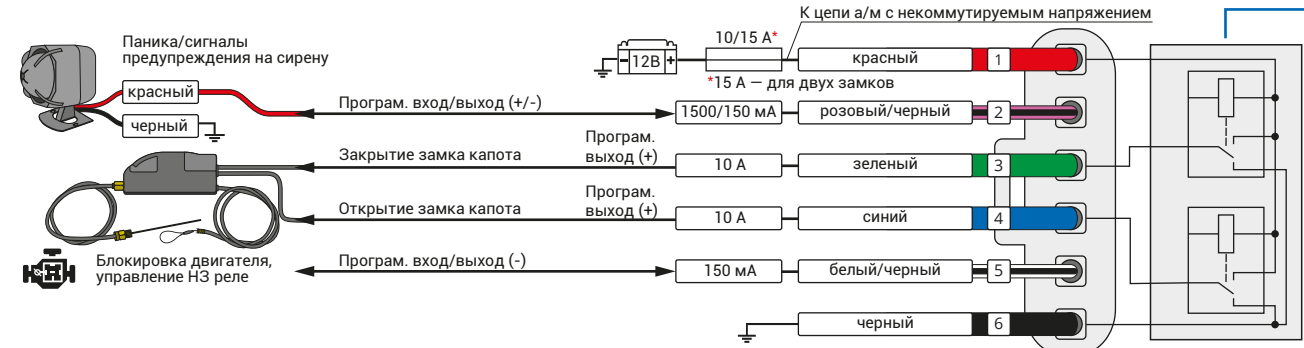 К цепи а/м с некоммутируемым напряжением
Паника/сигналы
предупреждения на сирену
10/15 А*
12В
красный
1
*15 А — для двух замков
красный
черный
Програм. вход/выход (+/-)
1500/150 мА
розовый/черный
2
Закрытие замка капота
Програм.
выход (+)
10 А
зеленый
3
Открытие замка капота
Програм.
выход (+)
10 А
синий
4
Блокировка двигателя,
управление НЗ реле
Програм. вход/выход (-)
150 мА
белый/черный
5
черный
6